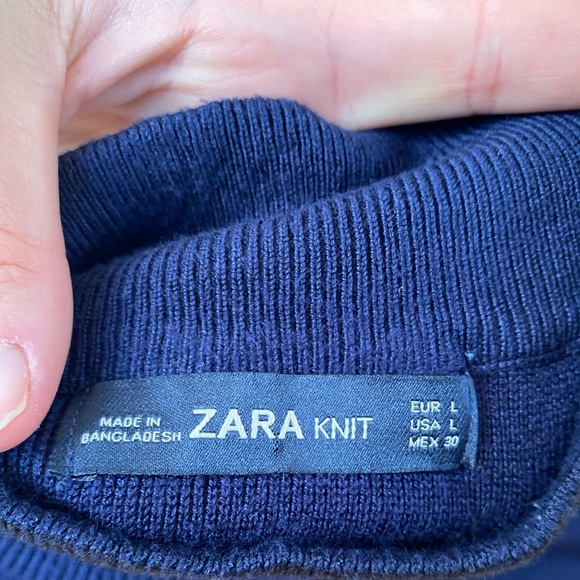 MADE IN
BANGLADESH
ZARA KNIT
EUR L
USA L
MEX 30